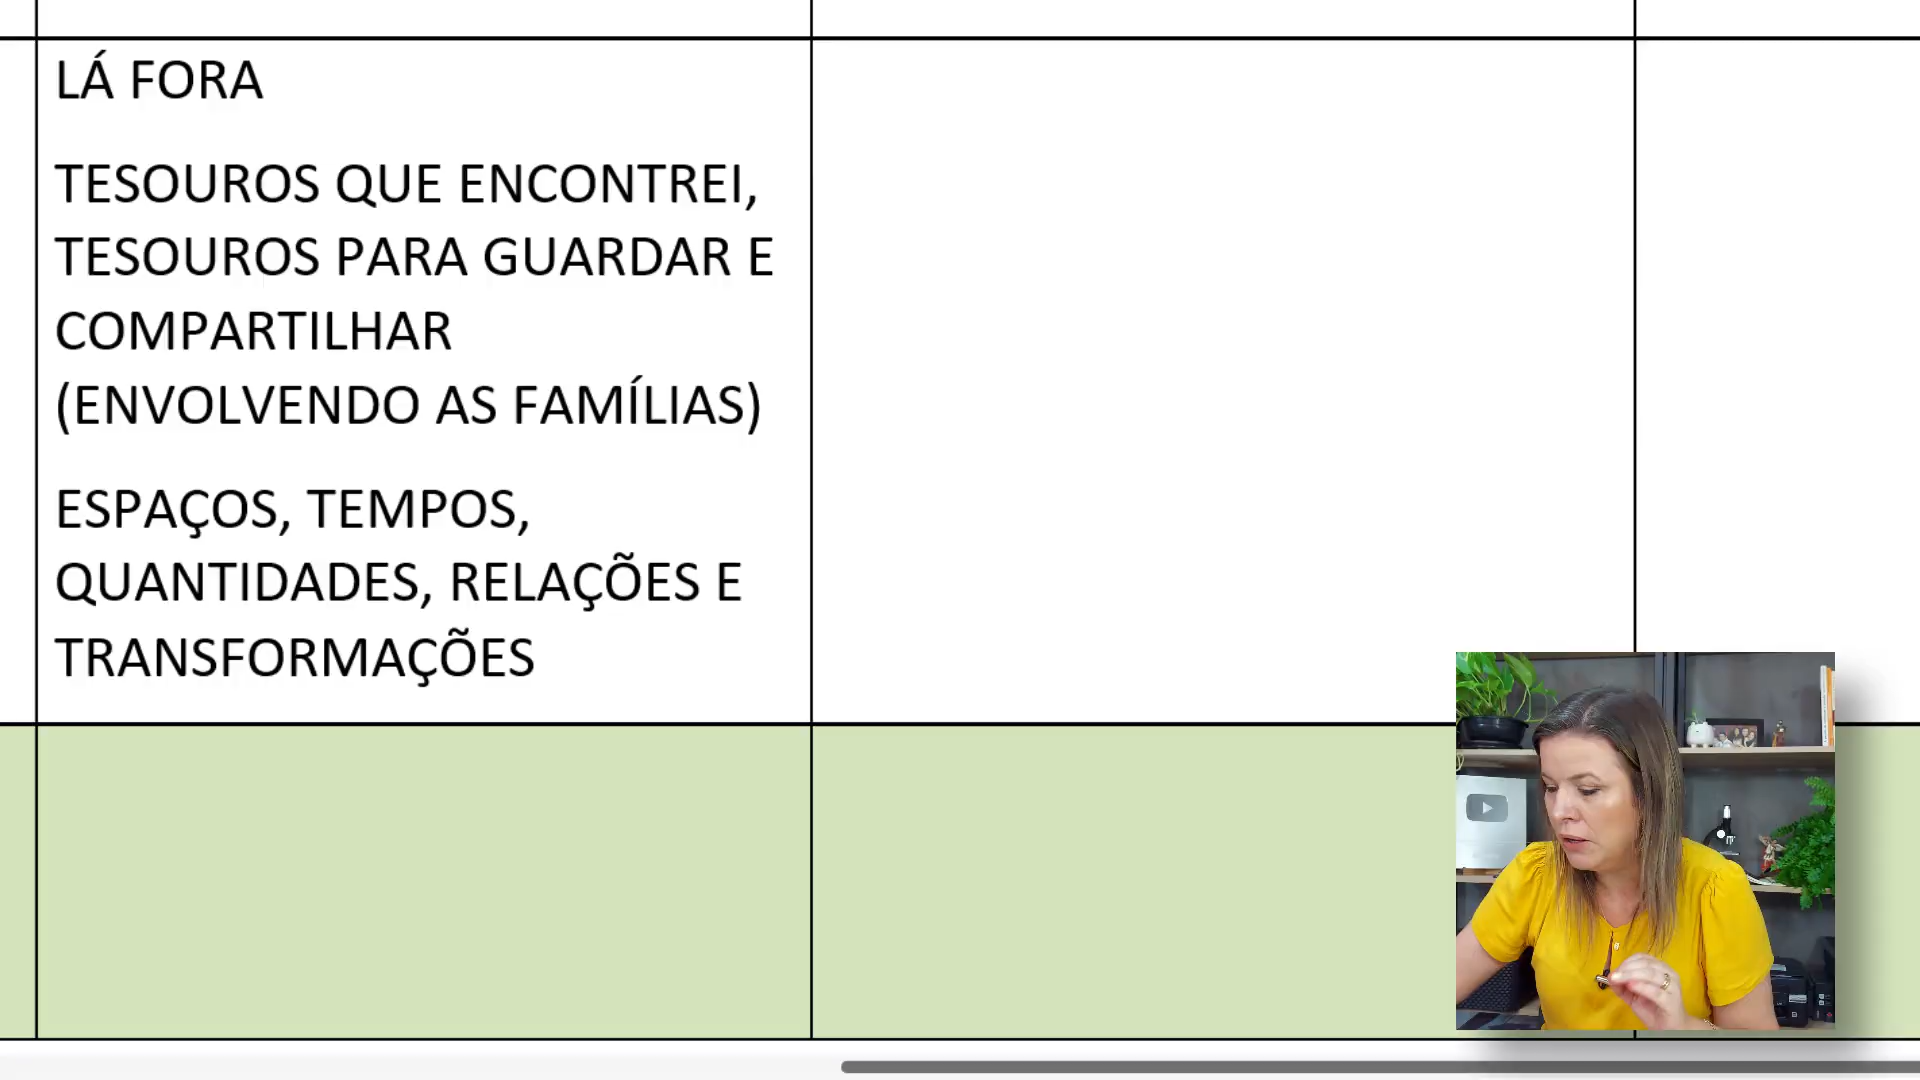 LÁ FORA
TESOUROS QUE ENCONTREI,
TESOUROS PARA GUARDAR E
COMPARTILHAR
(ENVOLVENDO AS FAMÍLIAS)
ESPAÇOS, TEMPOS,
QUANTIDADES, RELAÇÕES E
TRANSFORMAÇÕES